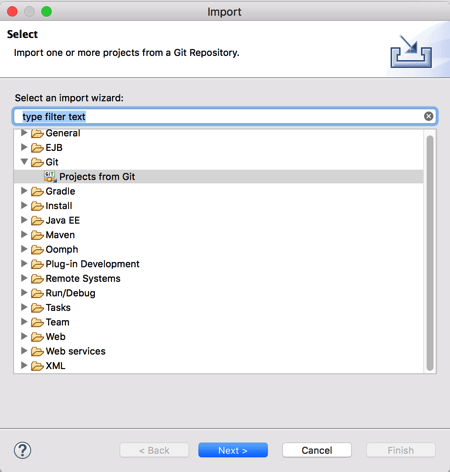 Import
Select
Import one or more projects from a Git Repository.
Select an import wizard:
type filter text
General
EJB
Git
GIT
Projects from Git
Gradle
Install
Java EE
Maven
Oomph
Plug-in Development
Remote Systems
Run/Debug
Tasks
Team
Web
Web services
XML
?
< Back
Next >
Cancel
Finish